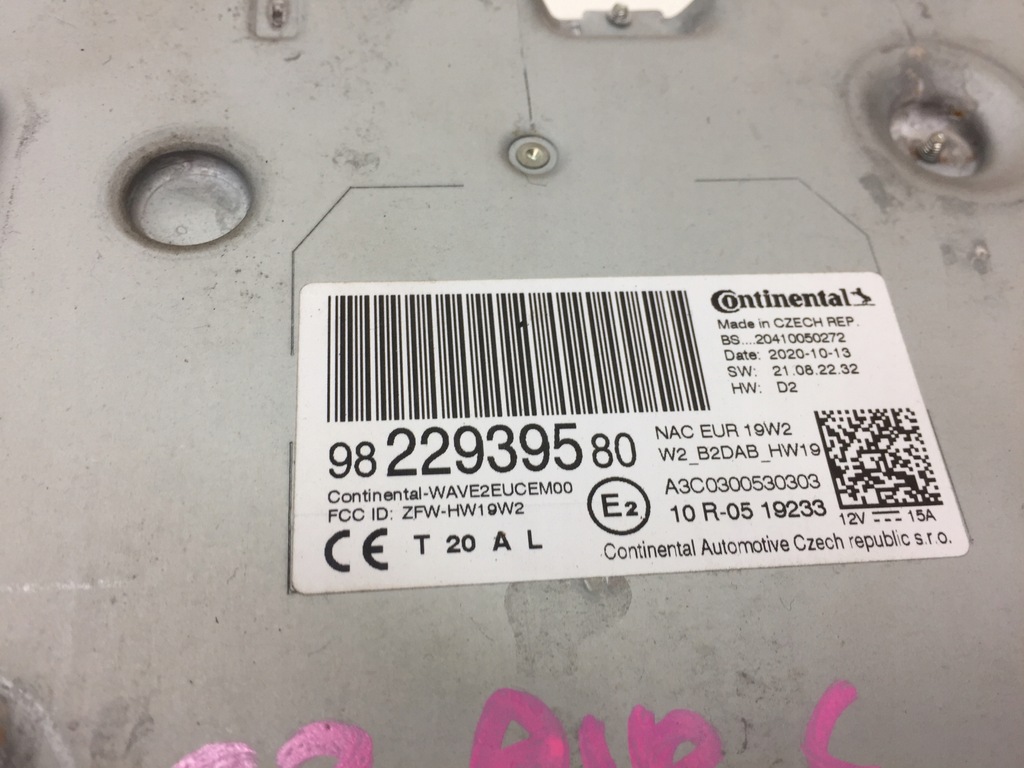 Continental
Made in CZECH REP.
BS....20410050272
Date: 2020-10-13
SW: 21.08.22.32
HW: D2
98 22939580
NAC EUR 19W2
W2_B2DAB_HW19
Continental-WAVE2EUCEM00
FCC ID: ZFW-HW19W2
E2
A3C0300530303
10 R-05 19233
12V 15A
CE T 20 A L
Continental Automotive Czech republic s.r.o.